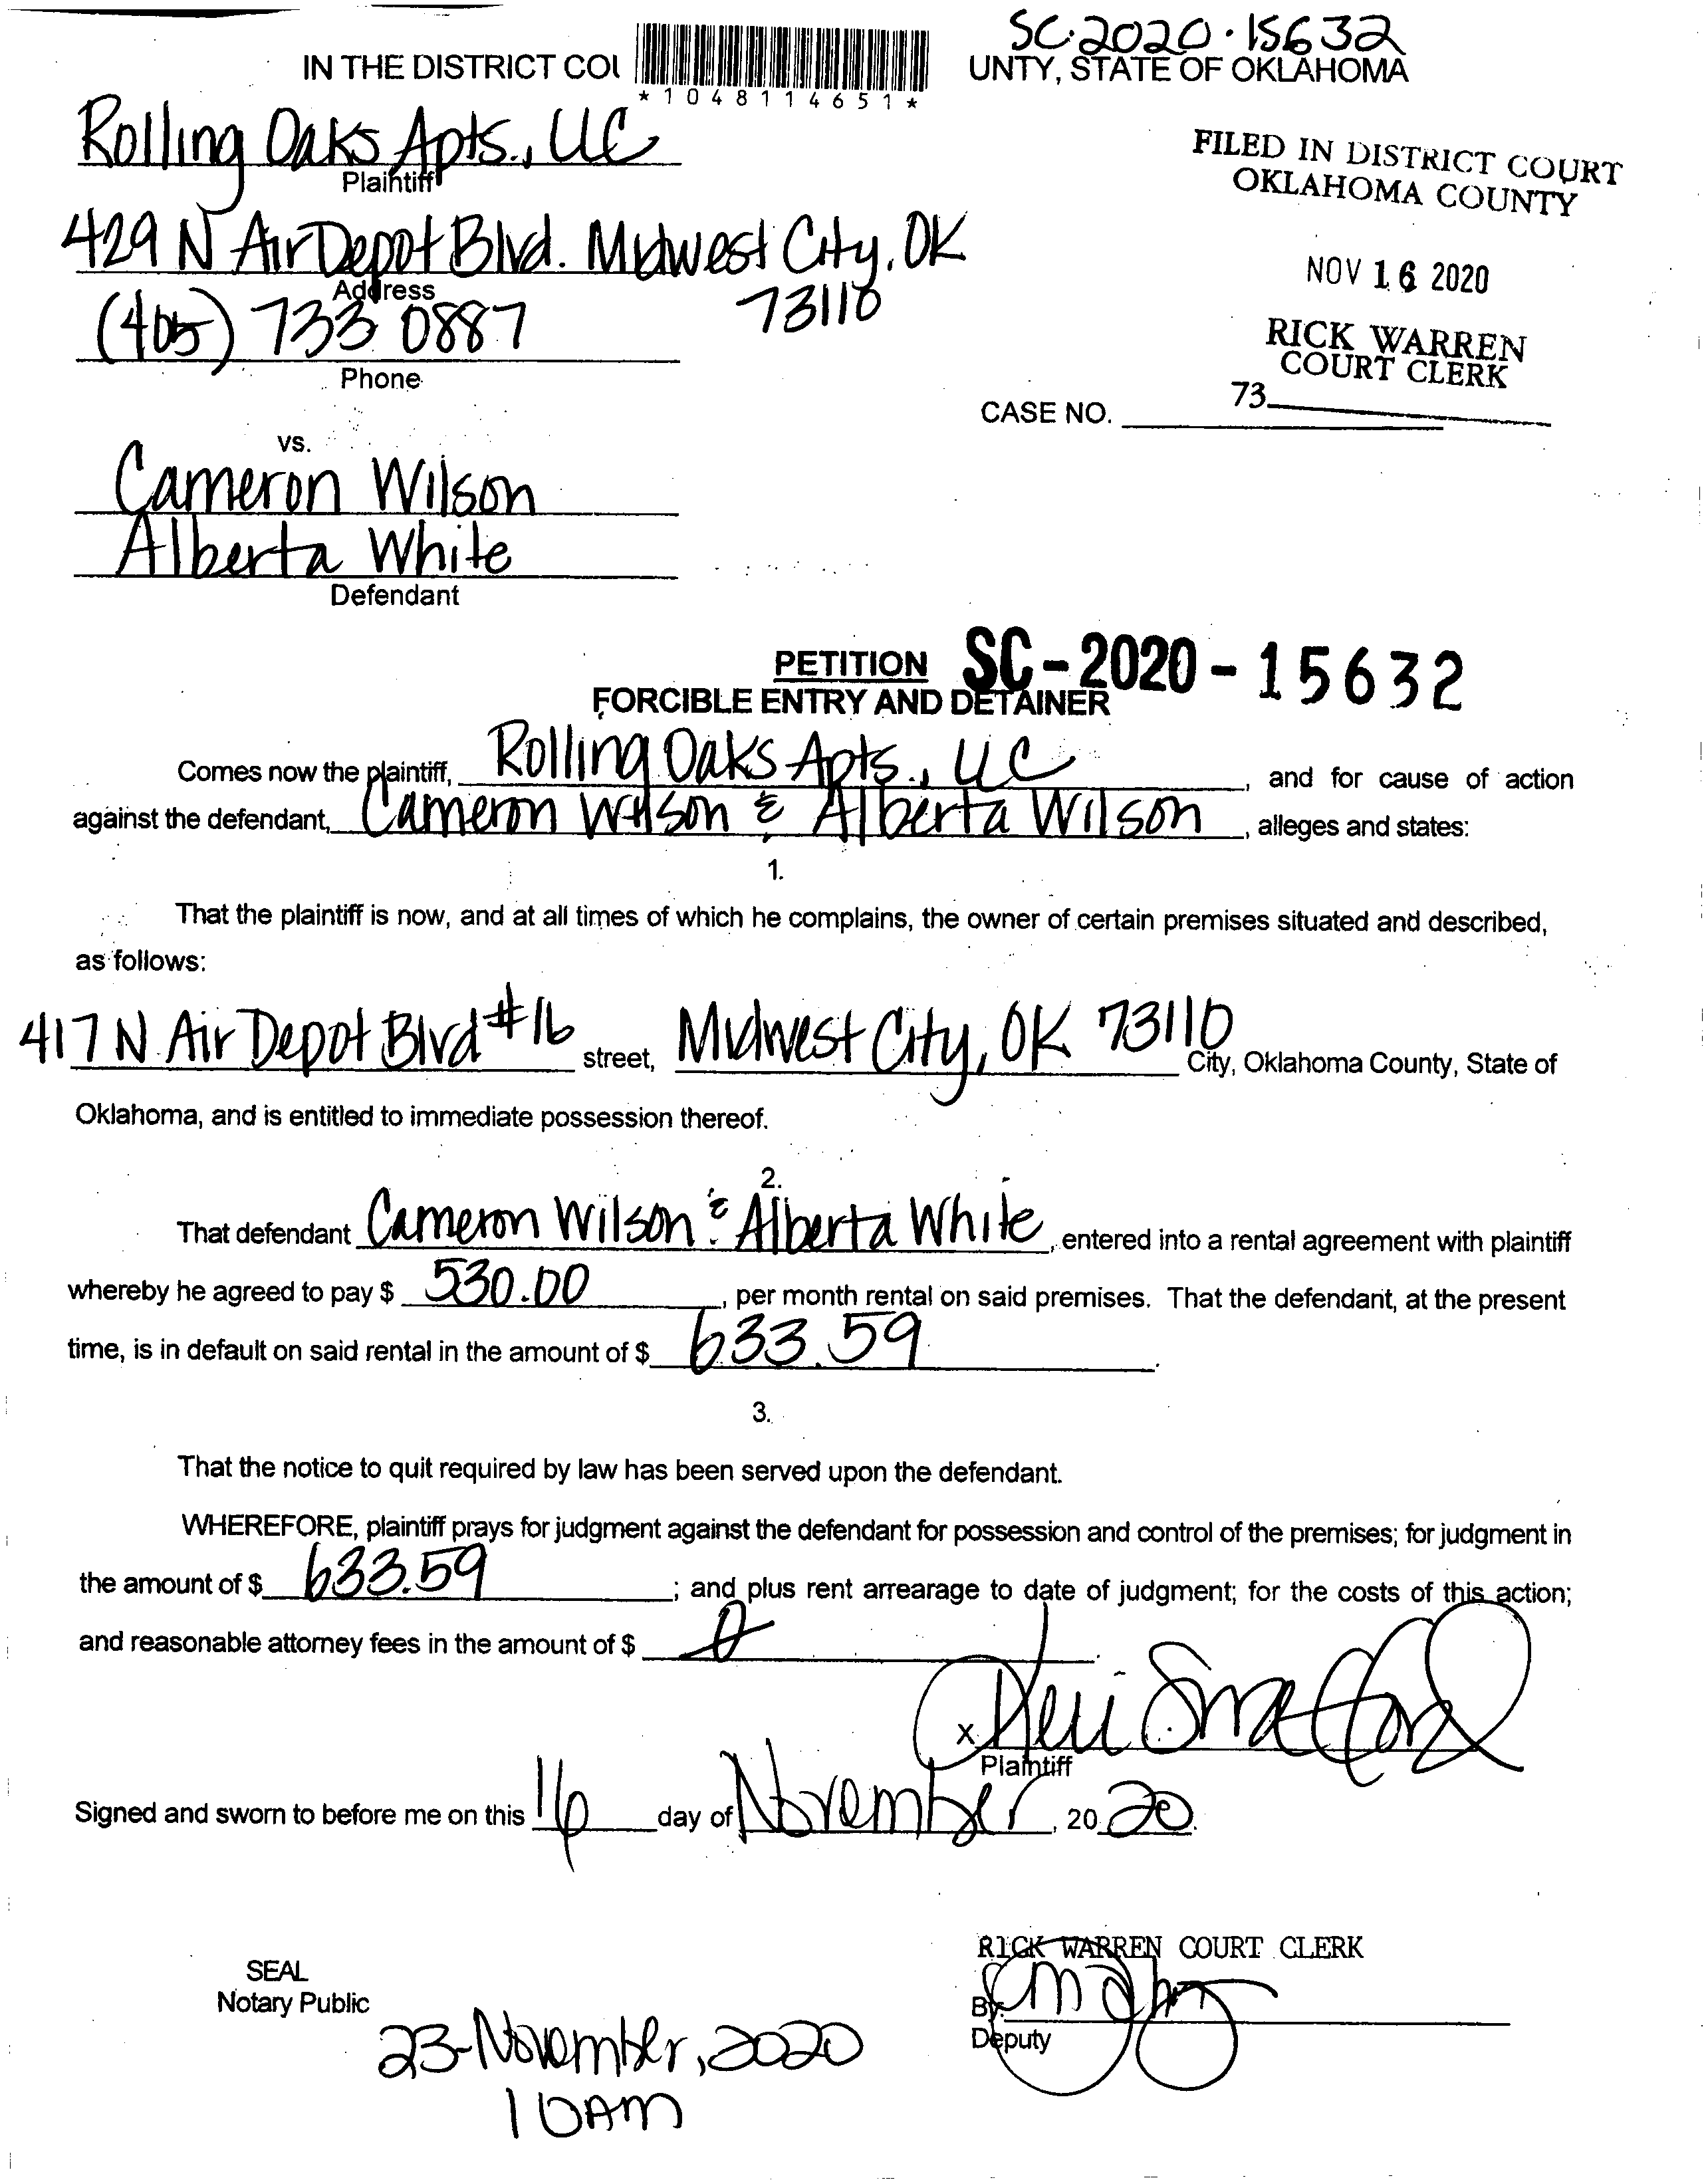 SC-2020-15632
IN THE DISTRICT COU UNTY, STATE OF OKLAHOMA
*1048114651*
Rolling Oaks Apts., LLC
Plaintiff
FILED IN DISTRICT COURT
OKLAHOMA COUNTY
429 N Air Depot Blvd. Midwest City, OK
Address
73110
NOV 16 2020
(405) 733 0887
Phone
RICK WARREN
COURT CLERK
73
CASE NO.
vs.
Cameron Wilson
Alberta White
Defendant
PETITION SC-2020-15632
FORCIBLE ENTRY AND DETAINER
Comes now the plaintiff, Rolling Oaks Apts., LLC, and for cause of action
against the defendant, Cameron Wilson & Alberta Wilson, alleges and states:
1.
That the plaintiff is now, and at all times of which he complains, the owner of certain premises situated and described,
as follows:
417 N Air Depot Blvd #16 street, Midwest City, OK 73110 City, Oklahoma County, State of
Oklahoma, and is entitled to immediate possession thereof.
2.
That defendant Cameron Wilson & Alberta White, entered into a rental agreement with plaintiff
whereby he agreed to pay $ 530.00, per month rental on said premises. That the defendant, at the present
time, is in default on said rental in the amount of $ 633.59.
3.
That the notice to quit required by law has been served upon the defendant.
WHEREFORE, plaintiff prays for judgment against the defendant for possession and control of the premises; for judgment in
the amount of $ 633.59; and plus rent arrearage to date of judgment; for the costs of this action;
and reasonable attorney fees in the amount of $ 0.
X
Plaintiff
Signed and sworn to before me on this 16 day of November, 2020.
RICK WARREN COURT CLERK
SEAL
Notary Public
By:
Deputy
23-November, 2020
10AM